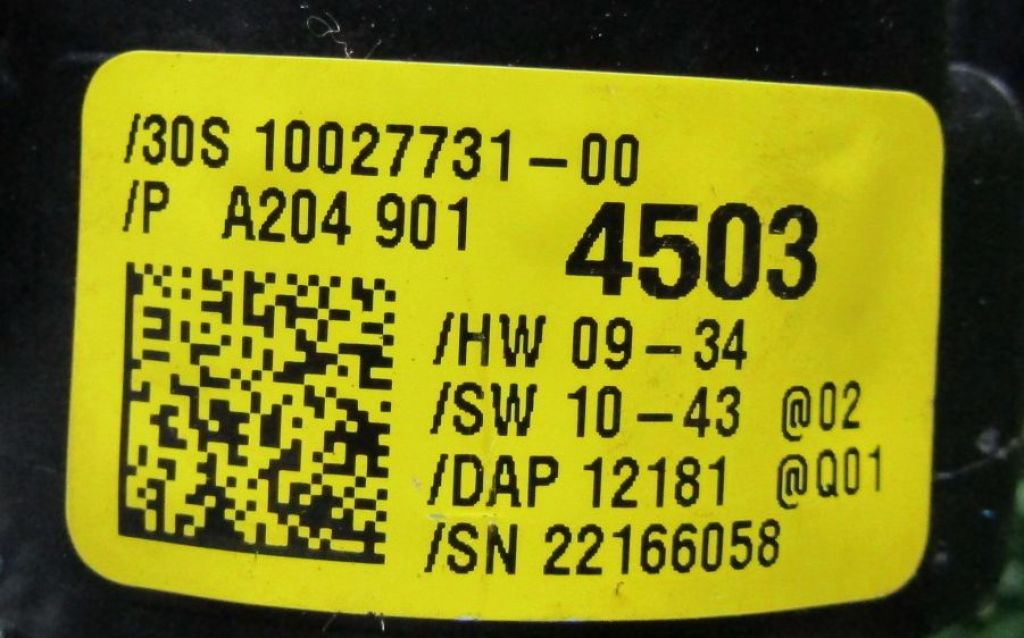 /30S 10027731-00
/P A204 901 4503
/HW 09-34
/SW 10-43 @02
/DAP 12181 @Q01
/SN 22166058